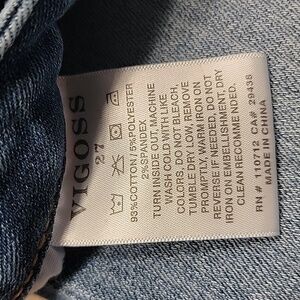 VIGOSS
27
93%COTTON/5%POLYESTER
2%SPANDEX
TURN INSIDE OUT, MACHINE
WASH COLD WITH LIKE
COLORS, DO NOT BLEACH,
TUMBLE DRY LOW, REMOVE
PROMPTLY, WARM IRON ON
REVERSE IF NEEDED, DO NOT
IRON ON EMBELLISHMENT, DRY
CLEAN RECOMMENDED.
RN # 110712 CA# 29438
MADE IN CHINA